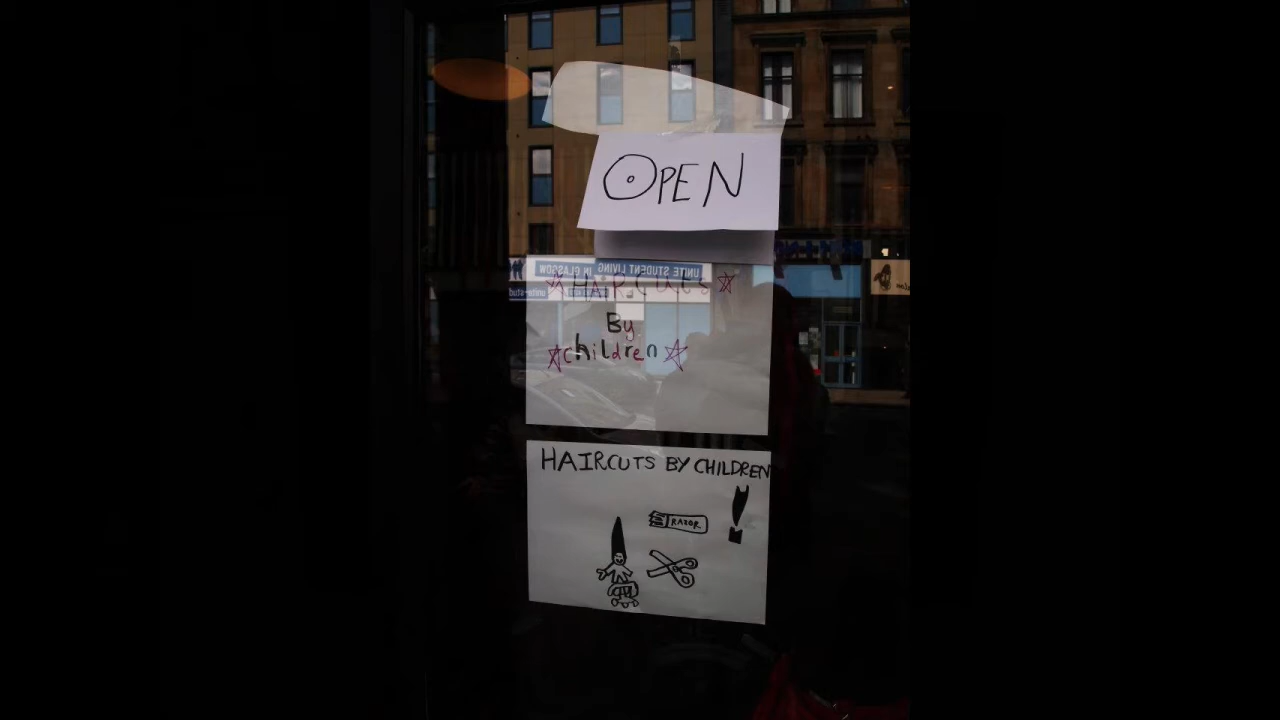 OPEN
UNITE STUDENT LIVING IN GLASGOW
HAIRCUTS
By
children
HAIRCUTS BY CHILDREN
!
RAZOR